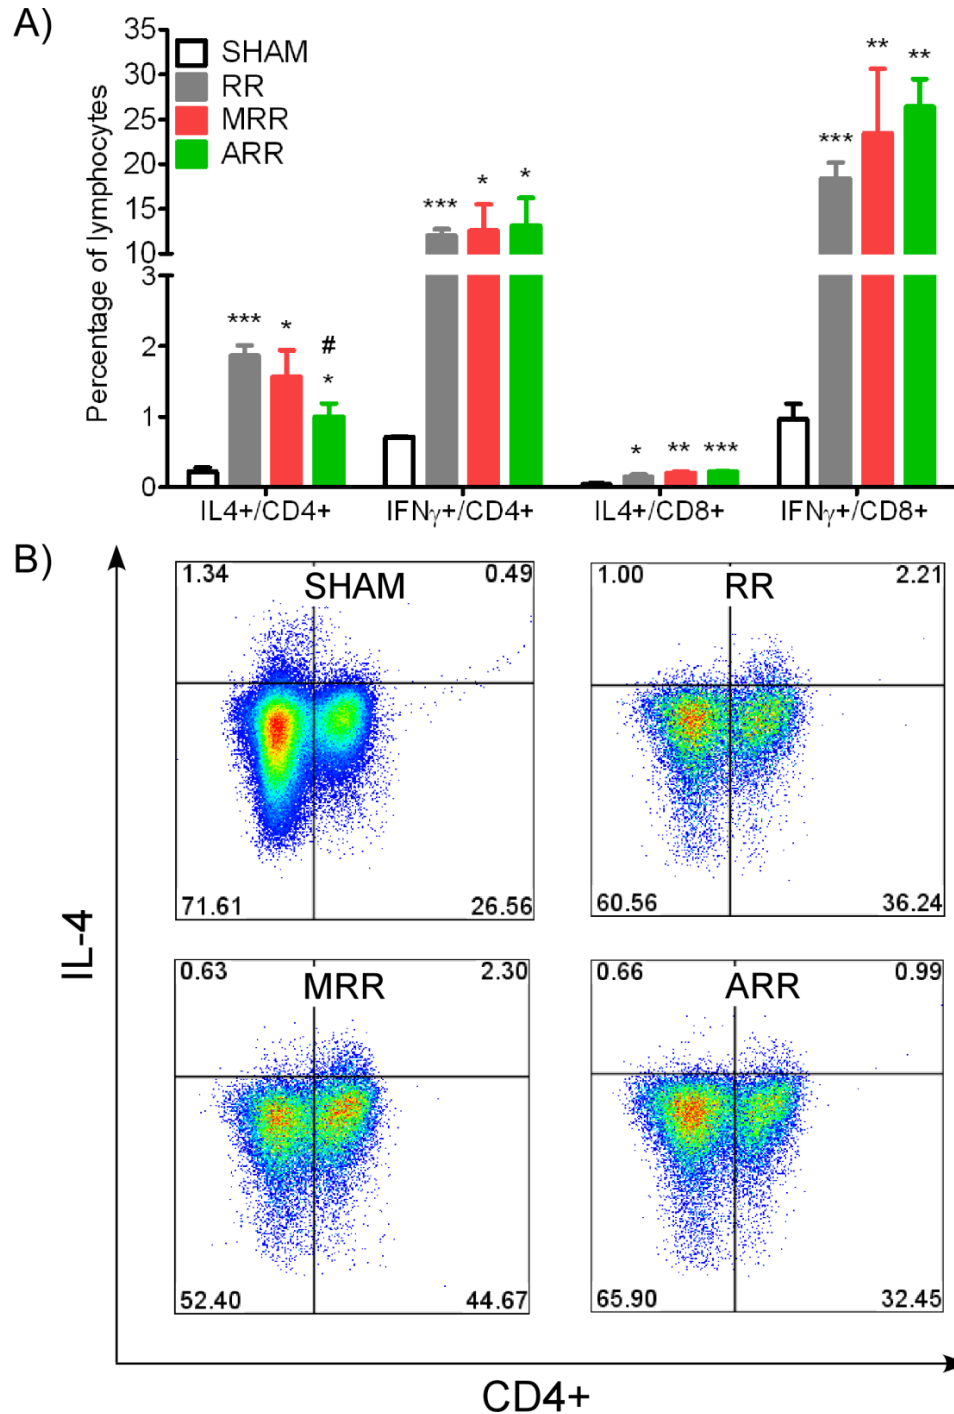 A)
35
30
25
20
15
10
3
2
1
0
Percentage of lymphocytes
SHAM
RR
MRR
ARR
*** * # *
*** * *
* ** ***
*** ** **
IL4+/CD4+ IFNγ+/CD4+ IL4+/CD8+ IFNγ+/CD8+
B)
IL-4
1.34 SHAM 0.49
71.61 26.56
1.00 RR 2.21
60.56 36.24
0.63 MRR 2.30
52.40 44.67
0.66 ARR 0.99
65.90 32.45
CD4+